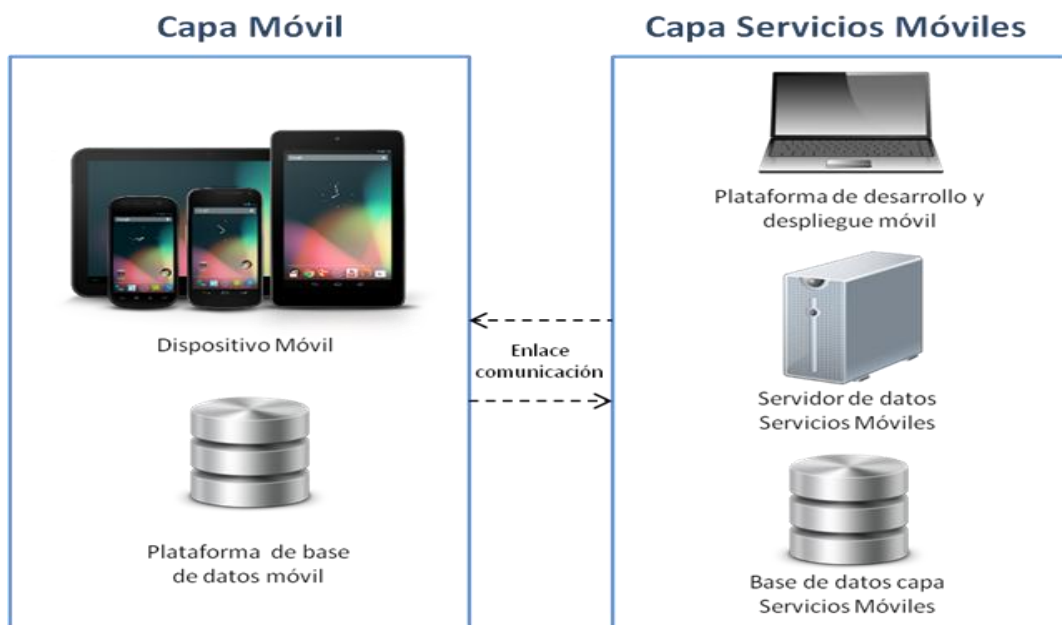 Capa Móvil
Dispositivo Móvil
Plataforma de base
de datos móvil
Enlace
comunicación
Capa Servicios Móviles
Plataforma de desarrollo y
despliegue móvil
Servidor de datos
Servicios Móviles
Base de datos capa
Servicios Móviles